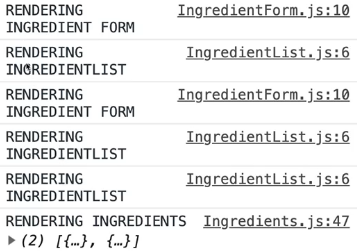 RENDERING IngredientForm.js:10
INGREDIENT FORM
RENDERING IngredientList.js:6
INGREDIENTLIST
RENDERING IngredientForm.js:10
INGREDIENT FORM
RENDERING IngredientList.js:6
INGREDIENTLIST
RENDERING IngredientList.js:6
INGREDIENTLIST
RENDERING INGREDIENTS Ingredients.js:47
(2) [{…}, {…}]